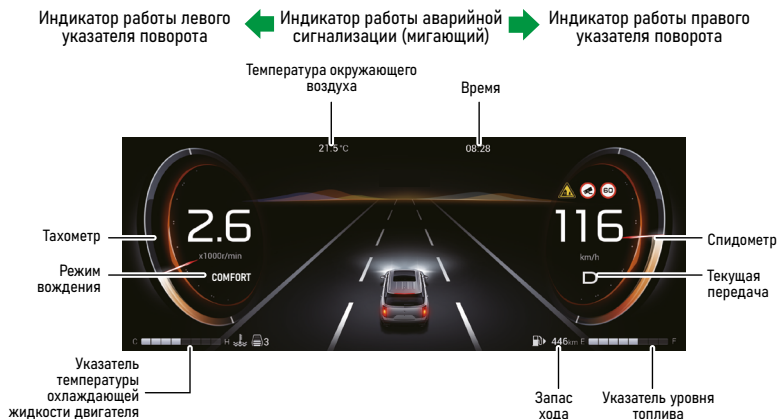 Индикатор работы левого
указателя поворота
Индикатор работы аварийной
сигнализации (мигающий)
Индикатор работы правого
указателя поворота
Температура окружающего
воздуха
Время
21.5°C
08:28
60
2.6
x1000r/min
COMFORT
116
km/h
D
Тахометр
Режим
вождения
Спидометр
Текущая
передача
C H 3
446km E F
Указатель
температуры
охлаждающей
жидкости двигателя
Запас
хода
Указатель уровня
топлива